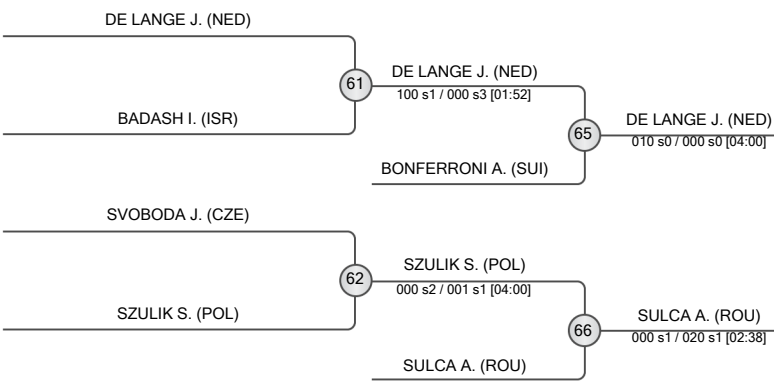 DE LANGE J. (NED)
61
DE LANGE J. (NED)
100 s1 / 000 s3 [01:52]
BADASH I. (ISR)
65
DE LANGE J. (NED)
010 s0 / 000 s0 [04:00]
BONFERRONI A. (SUI)
SVOBODA J. (CZE)
62
SZULIK S. (POL)
000 s2 / 001 s1 [04:00]
SZULIK S. (POL)
66
SULCA A. (ROU)
000 s1 / 020 s1 [02:38]
SULCA A. (ROU)